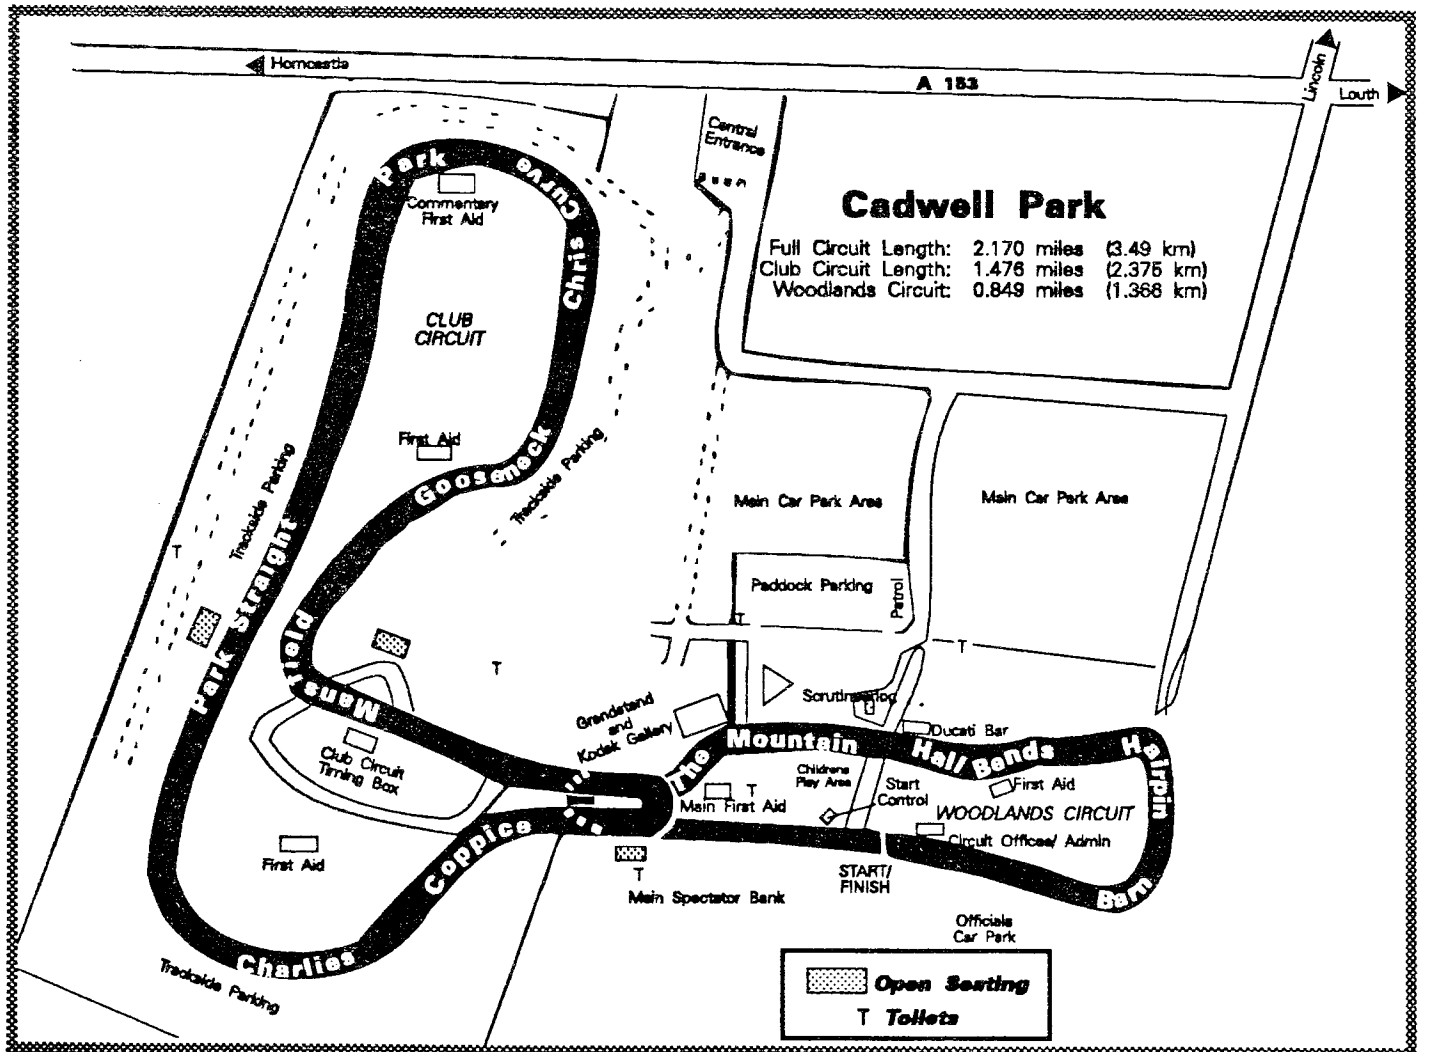 Horncastle
A 153
Lincoln
Louth
Central
Entrance
Cadwell Park
Full Circuit Length: 2.170 miles (3.49 km)
Club Circuit Length: 1.476 miles (2.375 km)
Woodlands Circuit: 0.849 miles (1.366 km)
Park
Curve
Chris
Commentary
First Aid
CLUB
CIRCUIT
First Aid
Gooseneck
Trackside Parking
Trackside Parking
Park Straight
T
Main Car Park Area
Main Car Park Area
Paddock Parking
Petrol
T
T
T
Mansfield
Scrutineering
Grandstand
and
Kodak Gallery
Ducati Bar
The Mountain
Hall Bends
Hairpin
Club Circuit
Timing Box
Childrens
Play Area
Start
Control
First Aid
T
Main First Aid
WOODLANDS CIRCUIT
Circuit Offices/ Admin
Coppice
First Aid
T
Main Spectator Bank
START/
FINISH
Barn
Officials
Car Park
Charlies
Trackside Parking
Open Seating
T Toilets